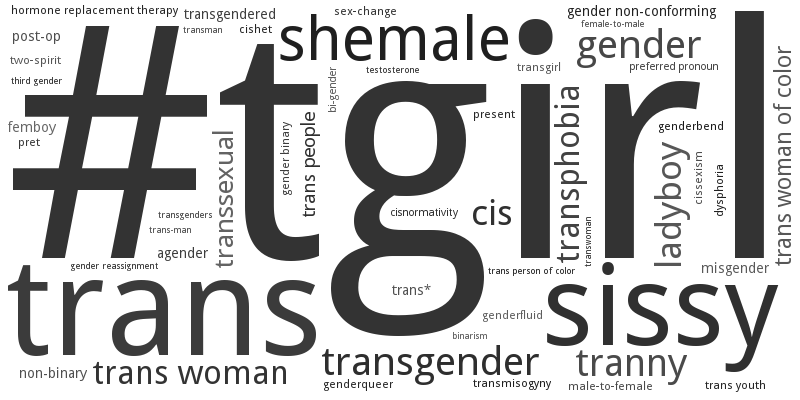 hormone replacement therapy
transgendered
sex-change
gender non-conforming
transman
cishet
shemale
female-to-male
post-op
gender
two-spirit
transgirl
preferred pronoun
third gender
testosterone
bi-gender
#tgirl
femboy
pret
present
genderbend
transsexual
gender binary
trans people
transphobia
ladyboy
cissexism
dysphoria
trans woman of color
transgenders
trans-man
cisnormativity
cis
transwoman
agender
gender reassignment
trans person of color
misgender
trans
trans*
genderfluid
sissy
binarism
non-binary
trans woman
transgender
tranny
genderqueer
transmisogyny
male-to-female
trans youth